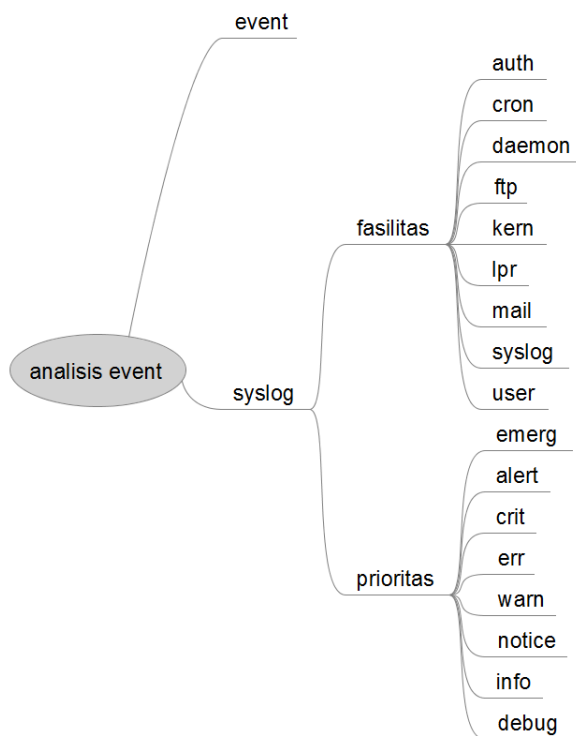 event
auth
cron
daemon
ftp
fasilitas
kern
lpr
mail
syslog
analisis event
syslog
user
emerg
alert
crit
err
prioritas
warn
notice
info
debug